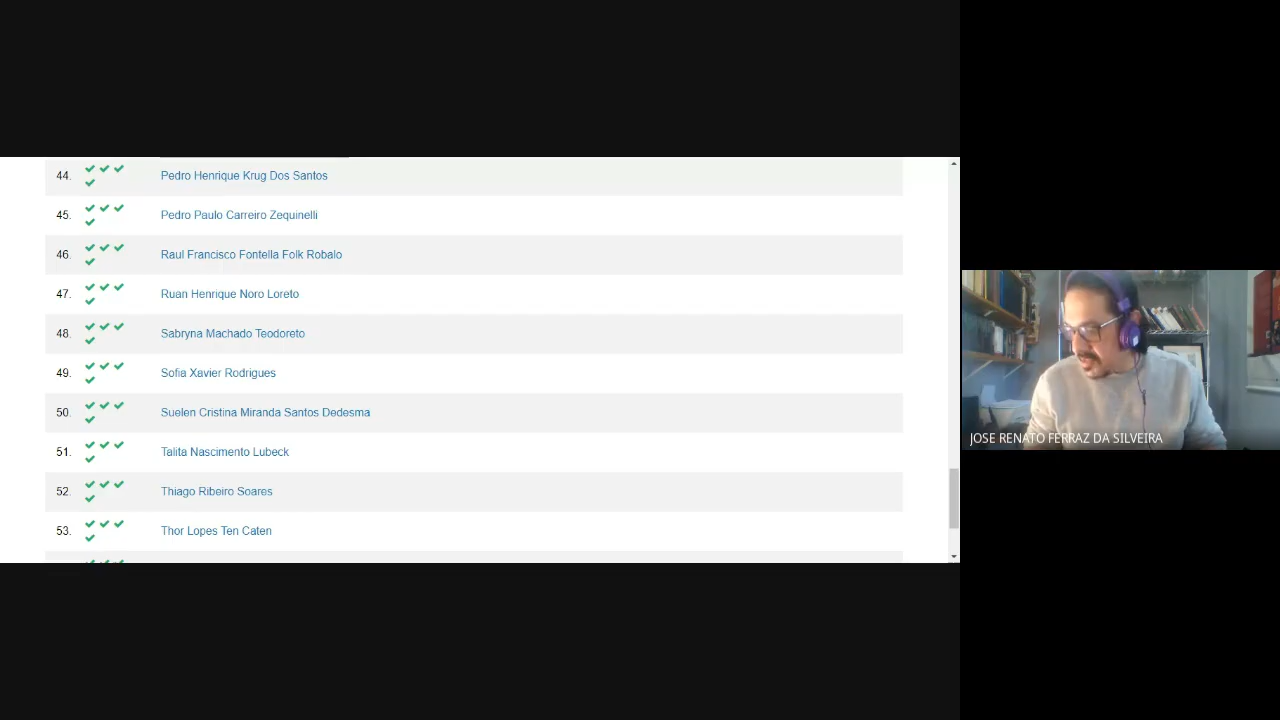 44. Pedro Henrique Krug Dos Santos
45. Pedro Paulo Carreiro Zequinelli
46. Raul Francisco Fontella Folk Robalo
47. Ruan Henrique Noro Loreto
48. Sabryna Machado Teodoreto
49. Sofia Xavier Rodrigues
50. Suelen Cristina Miranda Santos Dedesma
51. Talita Nascimento Lubeck
52. Thiago Ribeiro Soares
53. Thor Lopes Ten Caten
JOSE RENATO FERRAZ DA SILVEIRA